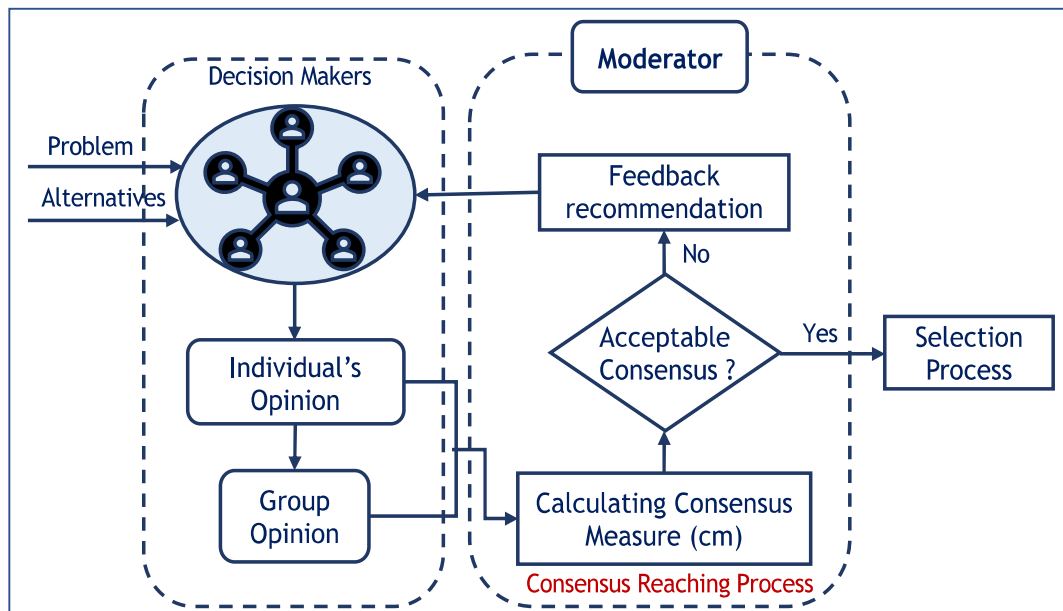 Decision Makers
Problem
Alternatives
Individual's
Opinion
Group
Opinion
Moderator
Feedback
recommendation
No
Acceptable
Consensus ?
Yes
Selection
Process
Calculating Consensus
Measure (cm)
Consensus Reaching Process